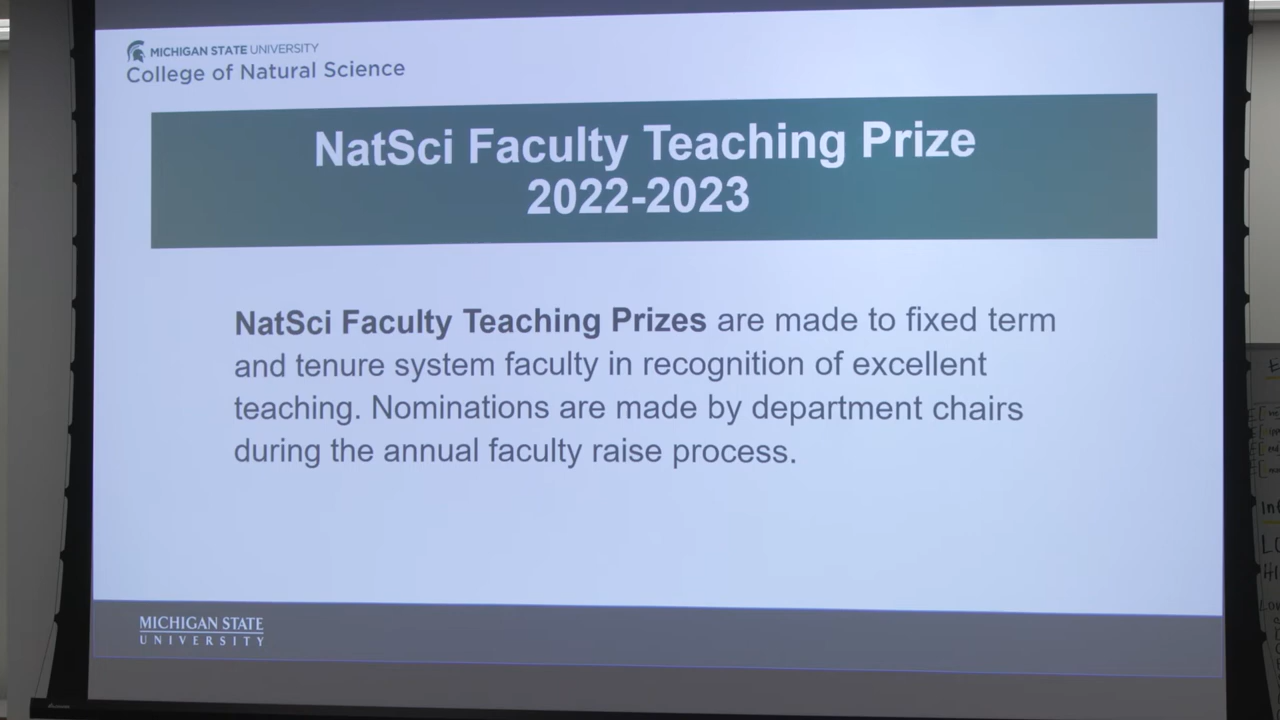 MICHIGAN STATE UNIVERSITY
College of Natural Science
NatSci Faculty Teaching Prize
2022-2023
NatSci Faculty Teaching Prizes are made to fixed term
and tenure system faculty in recognition of excellent
teaching. Nominations are made by department chairs
during the annual faculty raise process.
MICHIGAN STATE
UNIVERSITY